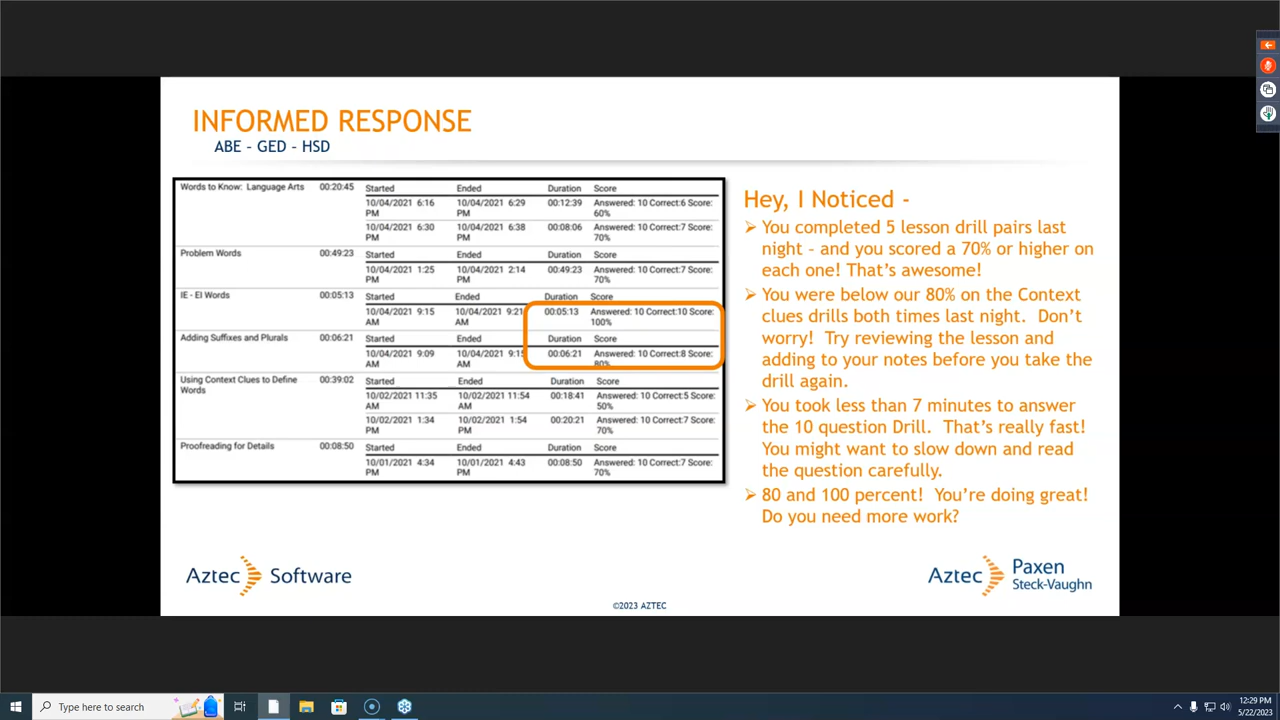 INFORMED RESPONSE
ABE - GED - HSD
Words to Know: Language Arts 00:20:45 Started Ended Duration Score
10/04/2021 6:16 10/04/2021 6:29 00:12:39 Answered: 10 Correct:6 Score:
PM PM 60%
10/04/2021 6:30 10/04/2021 6:38 00:08:06 Answered: 10 Correct:7 Score:
PM PM 70%
Problem Words 00:49:23 Started Ended Duration Score
10/04/2021 1:25 10/04/2021 2:14 00:49:23 Answered: 10 Correct:7 Score:
PM PM 70%
IE - EI Words 00:05:13 Started Ended Duration Score
10/04/2021 9:15 10/04/2021 9:21 00:05:13 Answered: 10 Correct:10 Score:
AM AM 100%
Adding Suffixes and Plurals 00:06:21 Started Ended Duration Score
10/04/2021 9:09 10/04/2021 9:15 00:06:21 Answered: 10 Correct:8 Score:
AM AM 80%
Using Context Clues to Define 00:39:02 Started Ended Duration Score
Words
10/02/2021 11:35 10/02/2021 11:54 00:18:41 Answered: 10 Correct:5 Score:
AM AM 50%
10/02/2021 1:34 10/02/2021 1:54 00:20:21 Answered: 10 Correct:7 Score:
PM PM 70%
Proofreading for Details 00:08:50 Started Ended Duration Score
10/01/2021 4:34 10/01/2021 4:43 00:08:50 Answered: 10 Correct:7 Score:
PM PM 70%
Hey, I Noticed -
You completed 5 lesson drill pairs last
night - and you scored a 70% or higher on
each one! That's awesome!
You were below our 80% on the Context
clues drills both times last night. Don't
worry! Try reviewing the lesson and
adding to your notes before you take the
drill again.
You took less than 7 minutes to answer
the 10 question Drill. That's really fast!
You might want to slow down and read
the question carefully.
80 and 100 percent! You're doing great!
Do you need more work?
Aztec Software
Aztec Paxen
Steck-Vaughn
©2023 AZTEC
Type here to search
12:29 PM
5/22/2023